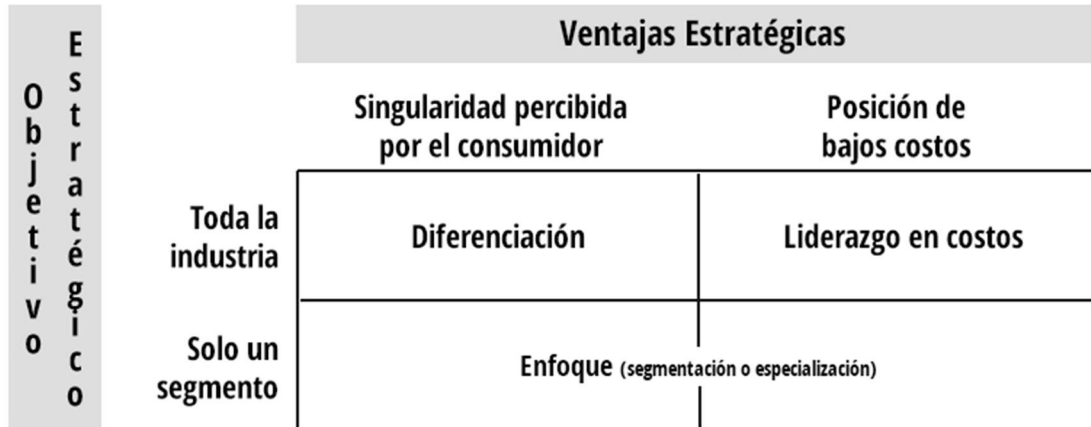 Objetivo
Estratégico
Ventajas Estratégicas
Singularidad percibida
por el consumidor
Posición de
bajos costos
Toda la
industria
Diferenciación
Liderazgo en costos
Solo un
segmento
Enfoque (segmentación o especialización)